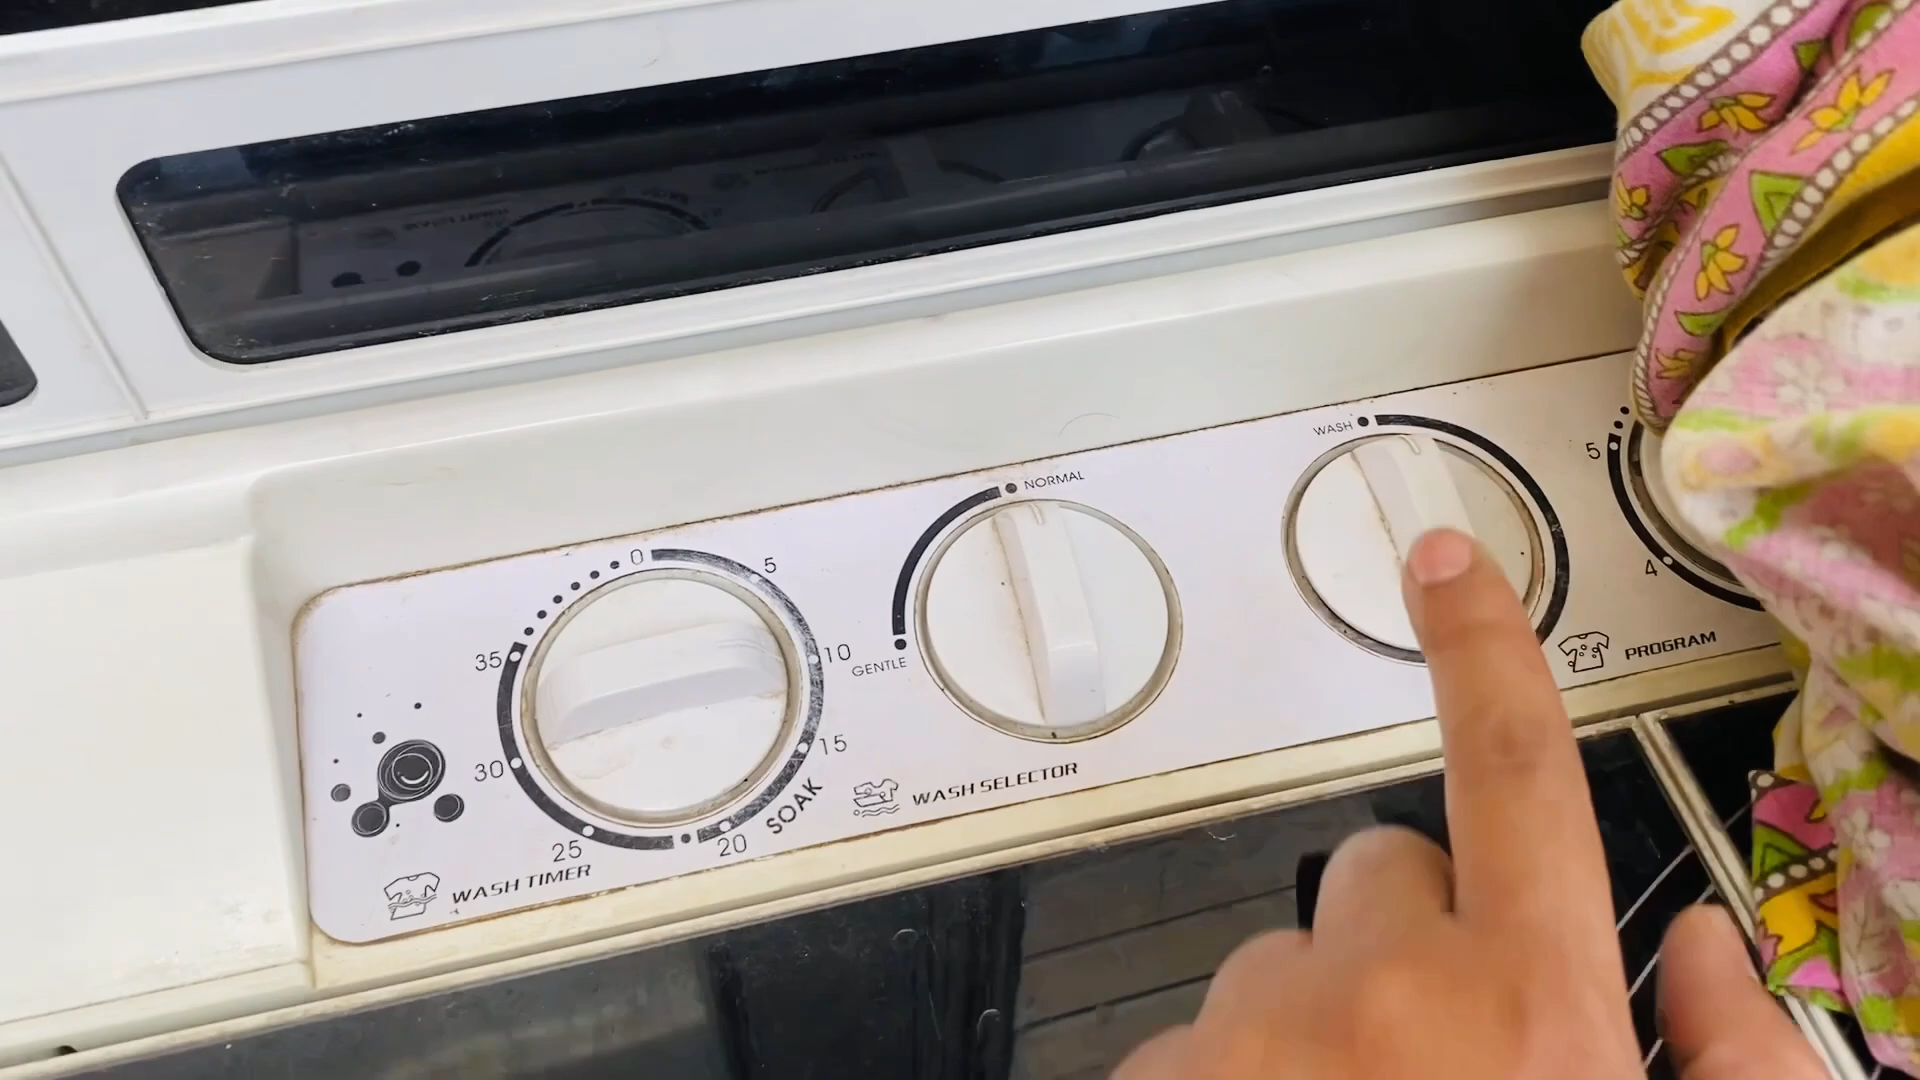 0
5
10
15
20
25
30
35
SOAK
WASH TIMER
NORMAL
GENTLE
WASH SELECTOR
WASH
PROGRAM
5
4